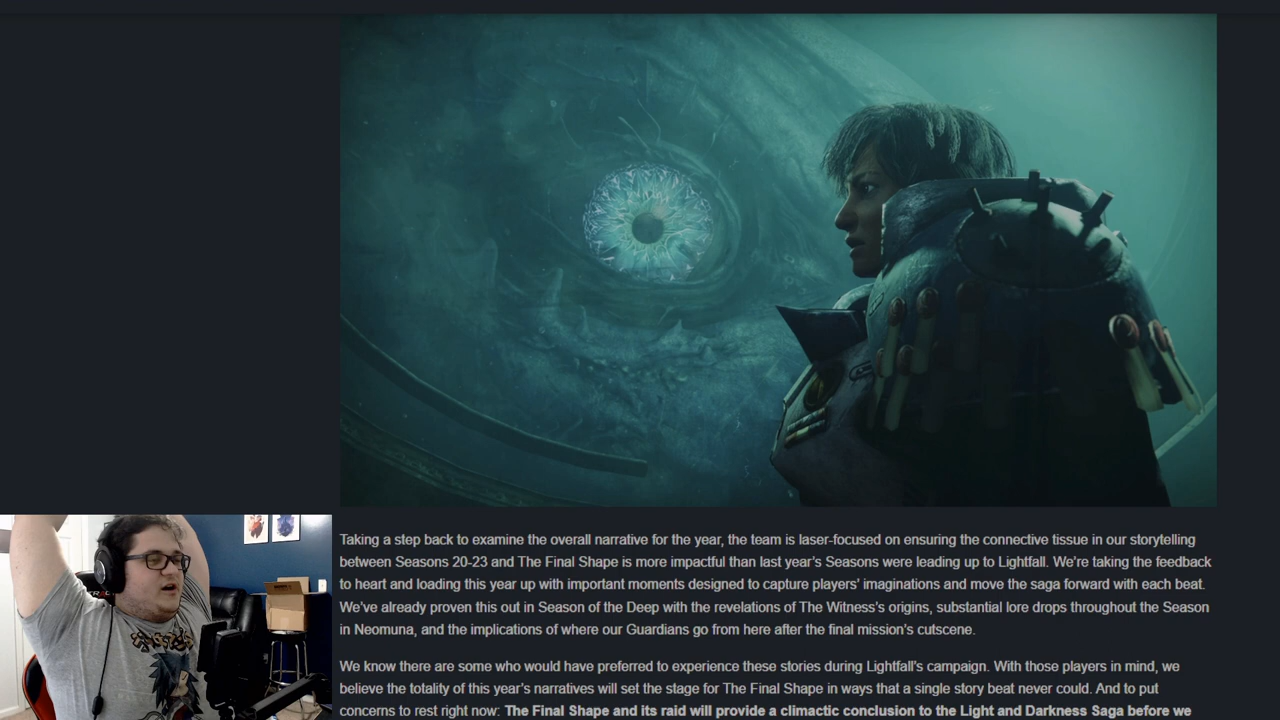 Taking a step back to examine the overall narrative for the year, the team is laser-focused on ensuring the connective tissue in our storytelling
between Seasons 20-23 and The Final Shape is more impactful than last year's Seasons were leading up to Lightfall. We're taking the feedback
to heart and loading this year up with important moments designed to capture players' imaginations and move the saga forward with each beat.
We've already proven this out in Season of the Deep with the revelations of The Witness's origins, substantial lore drops throughout the Season
in Neomuna, and the implications of where our Guardians go from here after the final mission's cutscene.
We know there are some who would have preferred to experience these stories during Lightfall's campaign. With those players in mind, we
believe the totality of this year's narratives will set the stage for The Final Shape in ways that a single story beat never could. And to put
concerns to rest right now: The Final Shape and its raid will provide a climactic conclusion to the Light and Darkness Saga before we